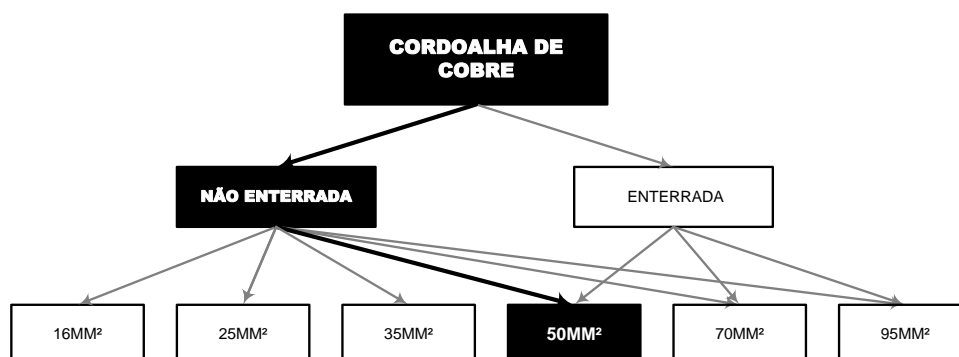 CORDOALHA DE
COBRE
NÃO ENTERRADA
ENTERRADA
16MM²
25MM²
35MM²
50MM²
70MM²
95MM²